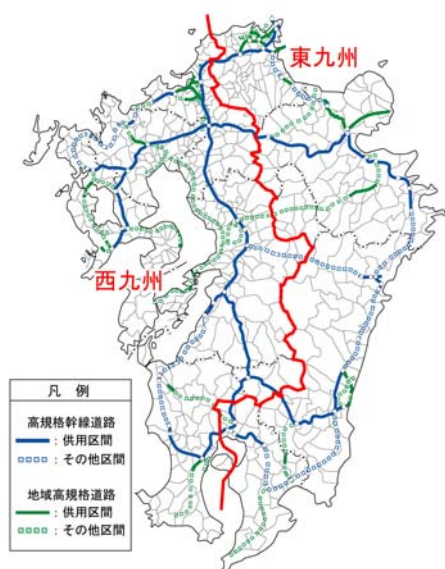 東九州
西九州
凡 例
高規格幹線道路
:供用区間
:その他区間
地域高規格道路
:供用区間
:その他区間